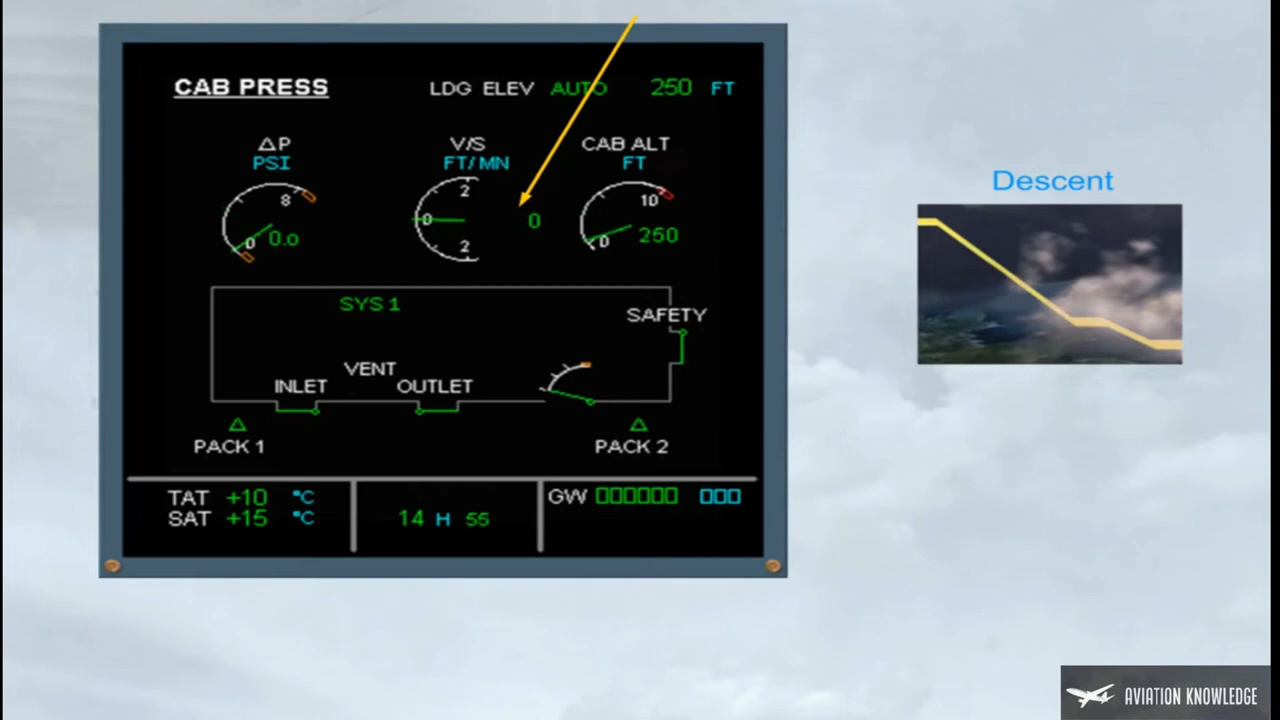 CAB PRESS
LDG ELEV AUTO 250 FT
ΔP
PSI
V/S
FT/MN
CAB ALT
FT
8
0
0.0
2
0
2
0
10
0
250
SYS 1
SAFETY
VENT
INLET
OUTLET
PACK 1
PACK 2
TAT +10 °C
SAT +15 °C
14 H 55
GW
Descent
AVIATION KNOWLEDGE